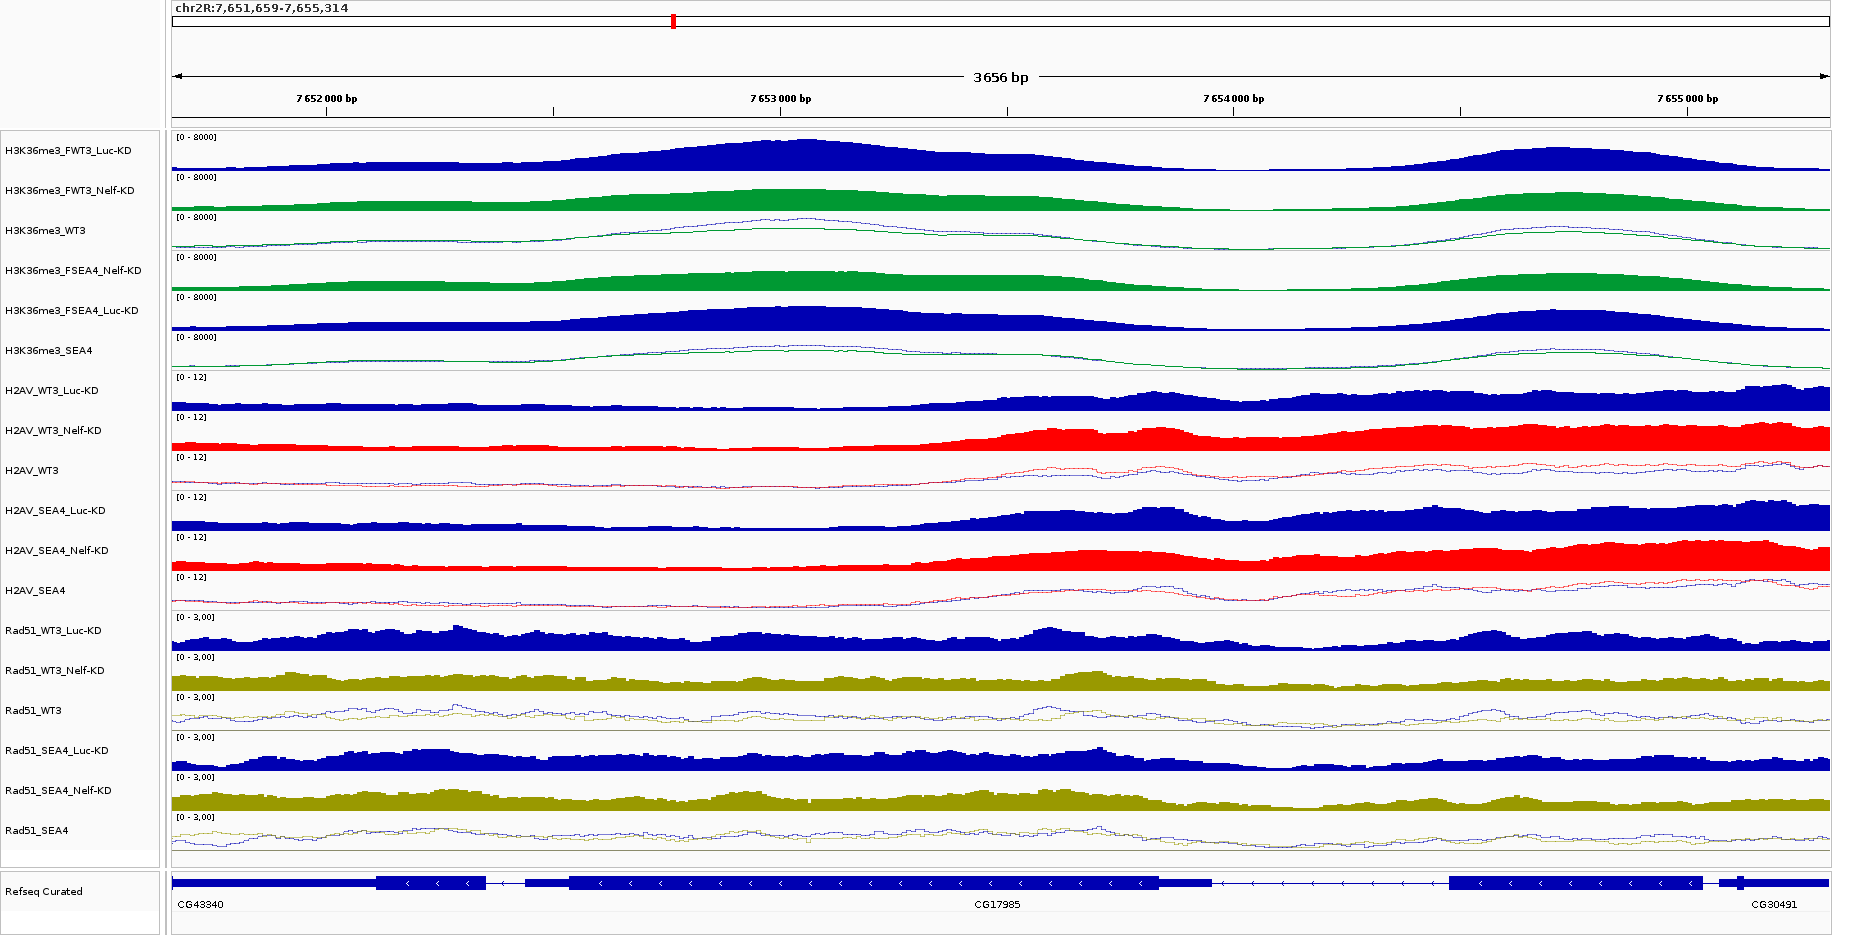 chr2R:7,651,659-7,655,314
3656 bp
7 652 000 bp 7 653 000 bp 7 654 000 bp 7 655 000 bp
[0 - 8000]
H3K36me3_FWT3_Luc-KD
[0 - 8000]
H3K36me3_FWT3_Nelf-KD
[0 - 8000]
H3K36me3_WT3
[0 - 8000]
H3K36me3_FSEA4_Nelf-KD
[0 - 8000]
H3K36me3_FSEA4_Luc-KD
[0 - 8000]
H3K36me3_SEA4
[0 - 12]
H2AV_WT3_Luc-KD
[0 - 12]
H2AV_WT3_Nelf-KD
[0 - 12]
H2AV_WT3
[0 - 12]
H2AV_SEA4_Luc-KD
[0 - 12]
H2AV_SEA4_Nelf-KD
[0 - 12]
H2AV_SEA4
[0 - 3,00]
Rad51_WT3_Luc-KD
[0 - 3,00]
Rad51_WT3_Nelf-KD
[0 - 3,00]
Rad51_WT3
[0 - 3,00]
Rad51_SEA4_Luc-KD
[0 - 3,00]
Rad51_SEA4_Nelf-KD
[0 - 3,00]
Rad51_SEA4
Refseq Curated
CG43340 CG17985 CG30491